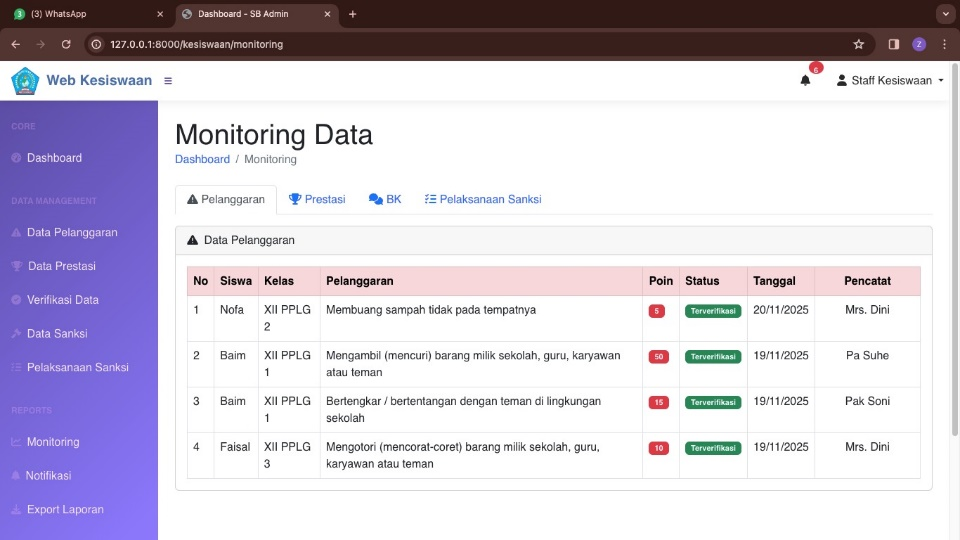 3 (3) WhatsApp
Dashboard - SB Admin
127.0.0.1:8000/kesiswaan/monitoring
Z
Web Kesiswaan
6
Staff Kesiswaan
CORE
Dashboard
DATA MANAGEMENT
Data Pelanggaran
Data Prestasi
Verifikasi Data
Data Sanksi
Pelaksanaan Sanksi
REPORTS
Monitoring
Notifikasi
Export Laporan
Monitoring Data
Dashboard / Monitoring
Pelanggaran Prestasi BK Pelaksanaan Sanksi
Data Pelanggaran
No Siswa Kelas Pelanggaran Poin Status Tanggal Pencatat
1 Nofa XII PPLG Membuang sampah tidak pada tempatnya 5 Terverifikasi 20/11/2025 Mrs. Dini
2
2 Baim XII PPLG Mengambil (mencuri) barang milik sekolah, guru, karyawan 50 Terverifikasi 19/11/2025 Pa Suhe
1 atau teman
3 Baim XII PPLG Bertengkar / bertentangan dengan teman di lingkungan 15 Terverifikasi 19/11/2025 Pak Soni
1 sekolah
4 Faisal XII PPLG Mengotori (mencorat-coret) barang milik sekolah, guru, 10 Terverifikasi 19/11/2025 Mrs. Dini
3 karyawan atau teman